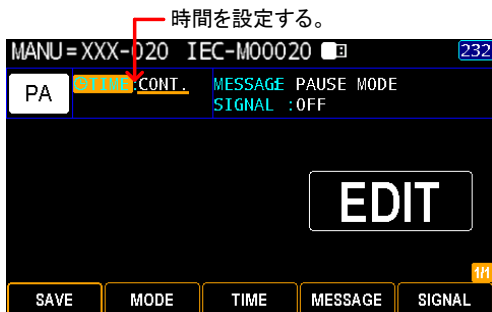 時間を設定する。
MANU=XXX-020 IEC-M00020 232
PA :CONT. MESSAGE PAUSE MODE
SIGNAL :OFF
EDIT
1/1
SAVE MODE TIME MESSAGE SIGNAL